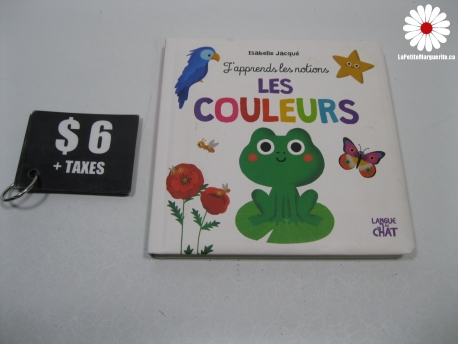 LaPetiteMarguerite.ca
Isabelle Jacqué
J'apprends les notions
LES
COULEURS
$6
+ TAXES
LANGUE
AU
CHAT